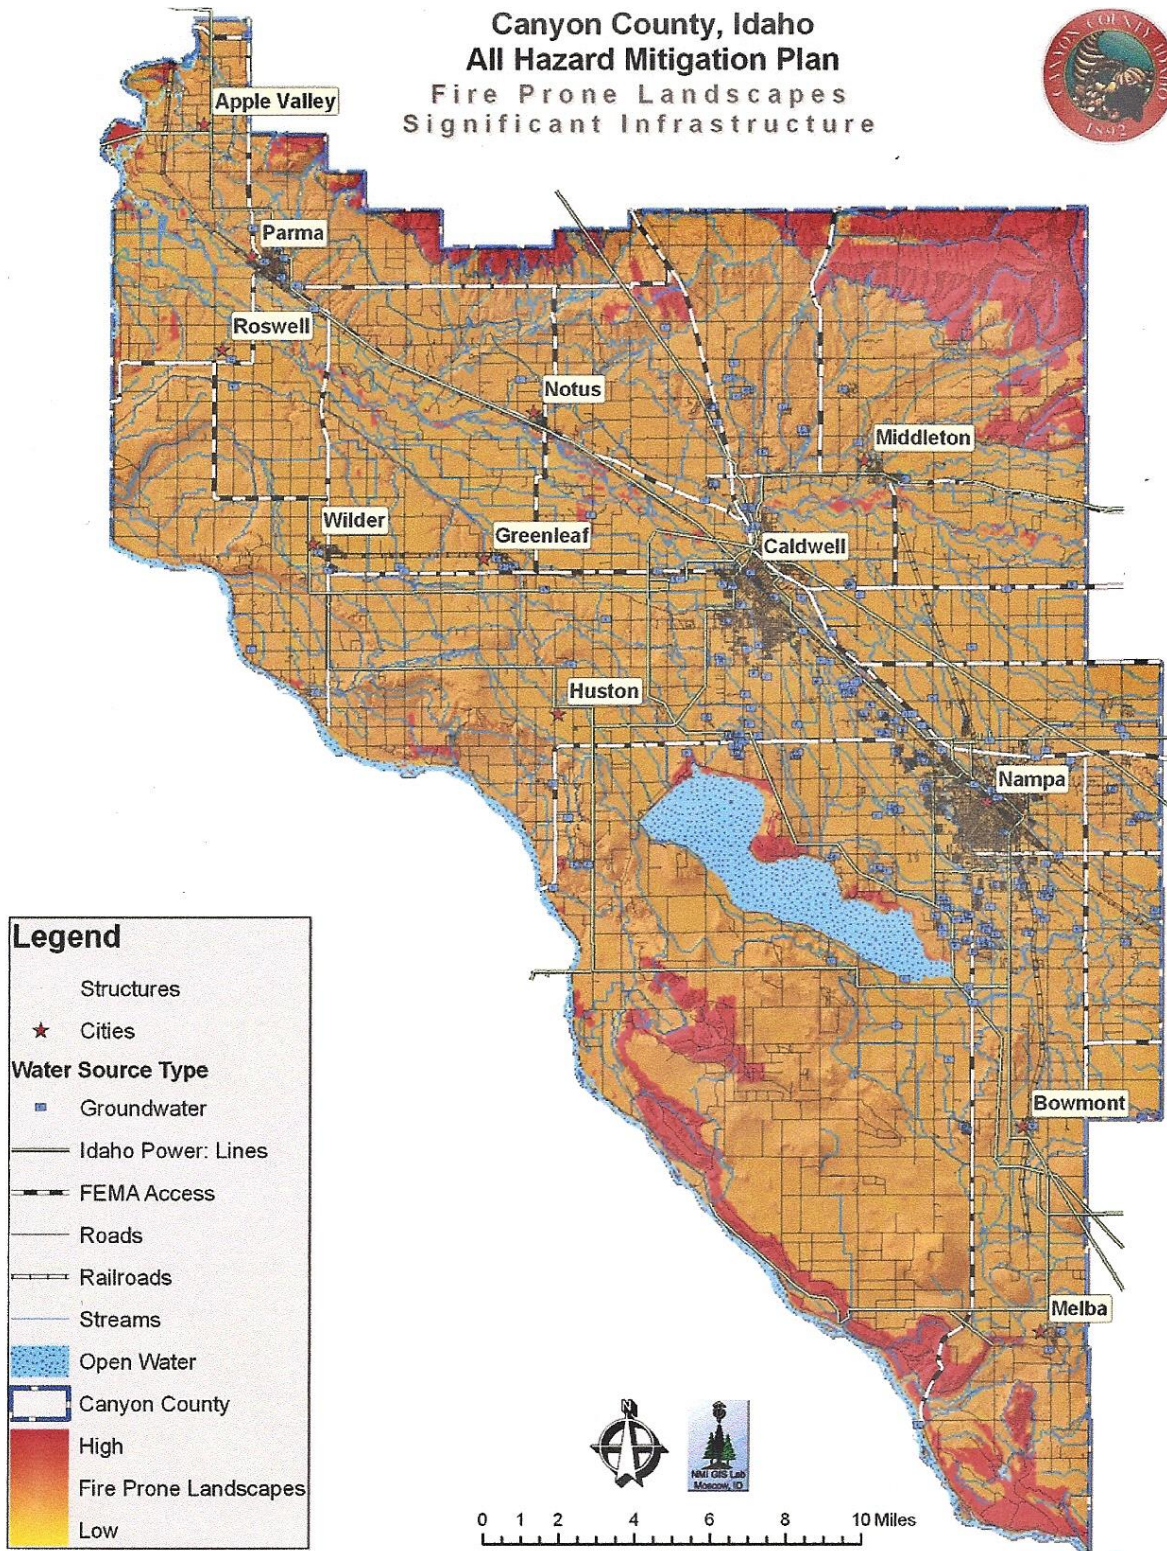 Canyon County, Idaho
All Hazard Mitigation Plan
Fire Prone Landscapes
Significant Infrastructure
CANYON COUNTY IDAHO
1892
Apple Valley
Parma
Roswell
Notus
Middleton
Wilder
Greenleaf
Caldwell
Huston
Nampa
Bowmont
Melba
Legend
Structures
Cities
Water Source Type
Groundwater
Idaho Power: Lines
FEMA Access
Roads
Railroads
Streams
Open Water
Canyon County
High
Fire Prone Landscapes
Low
N
NMI GIS Lab
Moscow, ID
0 1 2 4 6 8 10 Miles